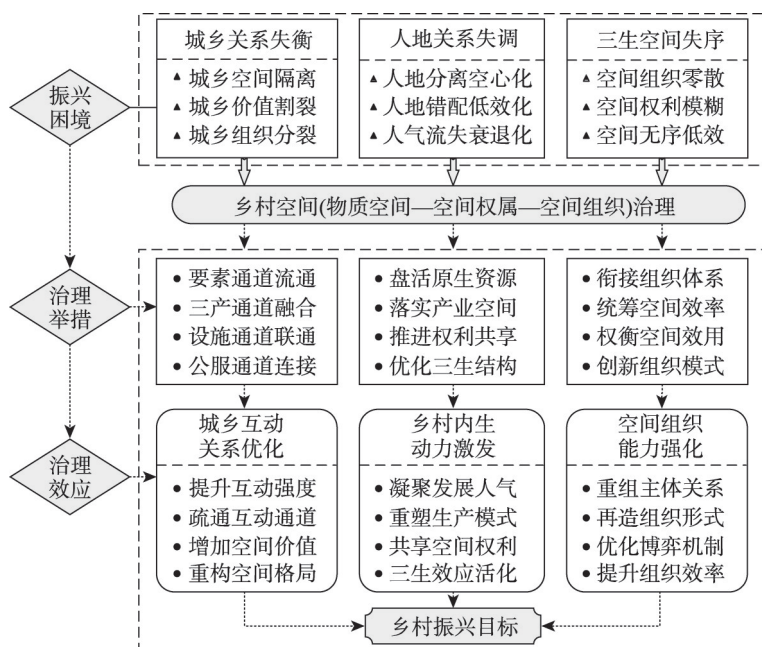 振兴
困境
城乡关系失衡
▲ 城乡空间隔离
▲ 城乡价值割裂
▲ 城乡组织分裂
人地关系失调
▲ 人地分离空心化
▲ 人地错配低效化
▲ 人气流失衰退化
三生空间失序
▲ 空间组织零散
▲ 空间权利模糊
▲ 空间无序低效
乡村空间(物质空间—空间权属—空间组织)治理
治理
举措
• 要素通道流通
• 三产通道融合
• 设施通道联通
• 公服通道连接
• 盘活原生资源
• 落实产业空间
• 推进权利共享
• 优化三生结构
• 衔接组织体系
• 统筹空间效率
• 权衡空间效用
• 创新组织模式
治理
效应
城乡互动
关系优化
• 提升互动强度
• 疏通互动通道
• 增加空间价值
• 重构空间格局
乡村内生
动力激发
• 凝聚发展人气
• 重塑生产模式
• 共享空间权利
• 三生效应活化
空间组织
能力强化
• 重组主体关系
• 再造组织形式
• 优化博弈机制
• 提升组织效率
乡村振兴目标